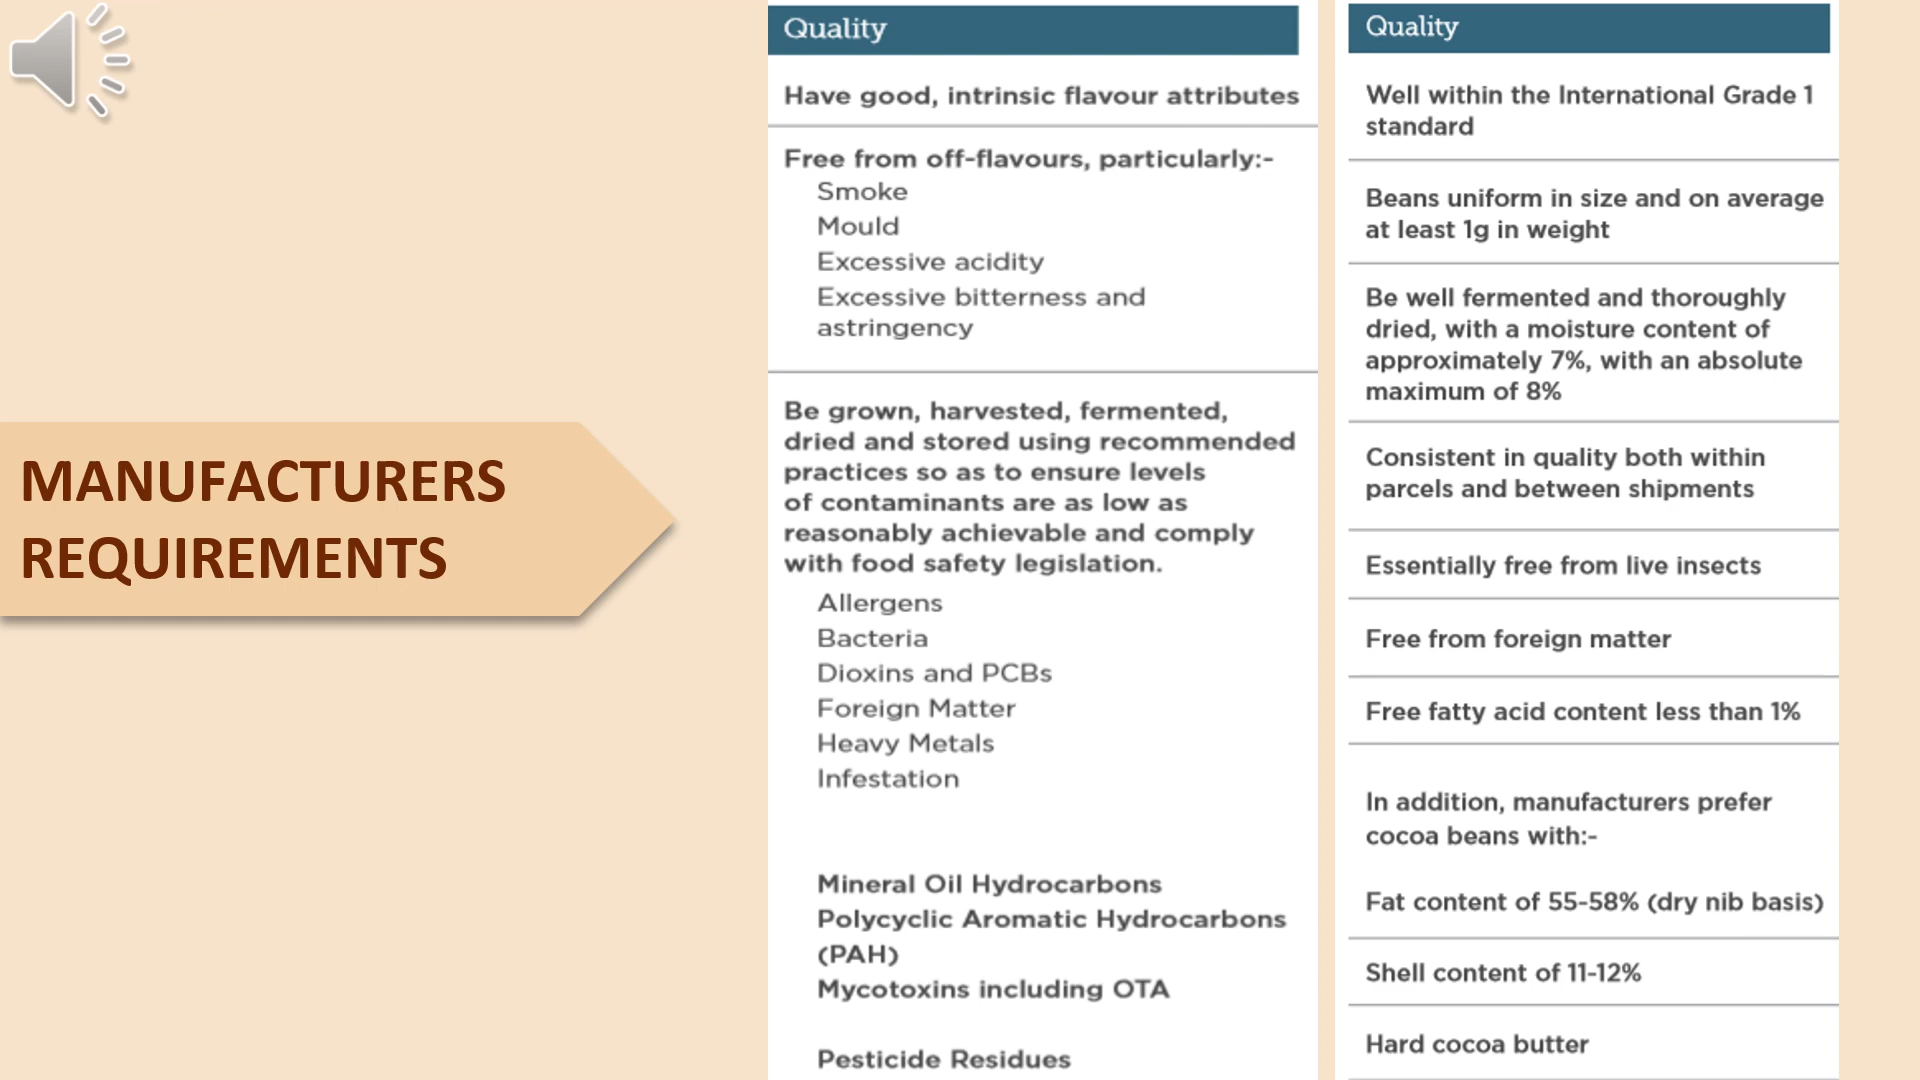 MANUFACTURERS
REQUIREMENTS
Quality
Have good, intrinsic flavour attributes
Free from off-flavours, particularly:-
Smoke
Mould
Excessive acidity
Excessive bitterness and
astringency
Be grown, harvested, fermented,
dried and stored using recommended
practices so as to ensure levels
of contaminants are as low as
reasonably achievable and comply
with food safety legislation.
Allergens
Bacteria
Dioxins and PCBs
Foreign Matter
Heavy Metals
Infestation
Mineral Oil Hydrocarbons
Polycyclic Aromatic Hydrocarbons
(PAH)
Mycotoxins including OTA
Pesticide Residues
Quality
Well within the International Grade 1
standard
Beans uniform in size and on average
at least 1g in weight
Be well fermented and thoroughly
dried, with a moisture content of
approximately 7%, with an absolute
maximum of 8%
Consistent in quality both within
parcels and between shipments
Essentially free from live insects
Free from foreign matter
Free fatty acid content less than 1%
In addition, manufacturers prefer
cocoa beans with:-
Fat content of 55-58% (dry nib basis)
Shell content of 11-12%
Hard cocoa butter